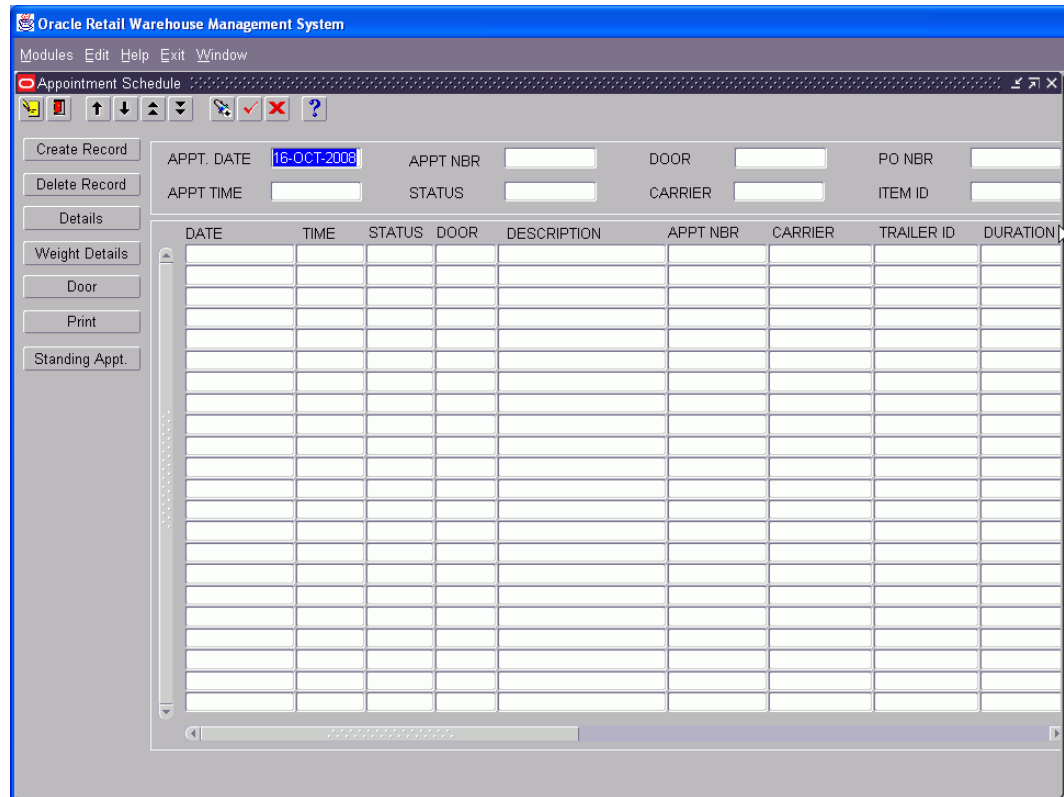 Oracle Retail Warehouse Management System
Modules Edit Help Exit Window
Appointment Schedule
?
Create Record
Delete Record
Details
Weight Details
Door
Print
Standing Appt.
APPT. DATE 16-OCT-2008 APPT NBR DOOR PO NBR
APPT TIME STATUS CARRIER ITEM ID
DATE TIME STATUS DOOR DESCRIPTION APPT NBR CARRIER TRAILER ID DURATION